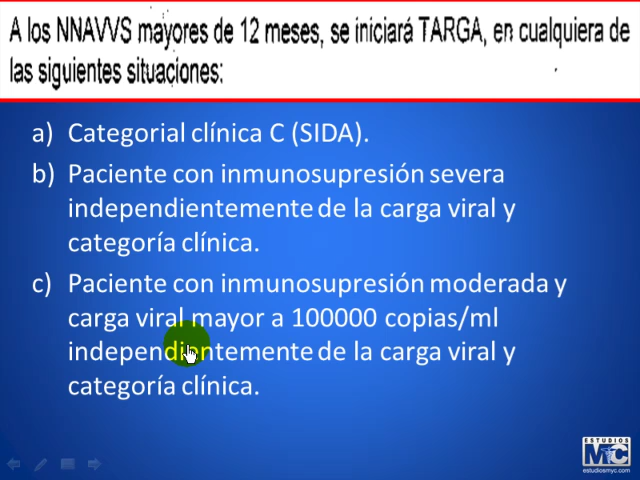 A los NNAVVS mayores de 12 meses, se iniciará TARGA, en cualquiera de
las siguientes situaciones:
a) Categorial clínica C (SIDA).
b) Paciente con inmunosupresión severa
independientemente de la carga viral y
categoría clínica.
c) Paciente con inmunosupresión moderada y
carga viral mayor a 100000 copias/ml
independientemente de la carga viral y
categoría clínica.
ESTUDIOS
MyC
estudiosmyc.com